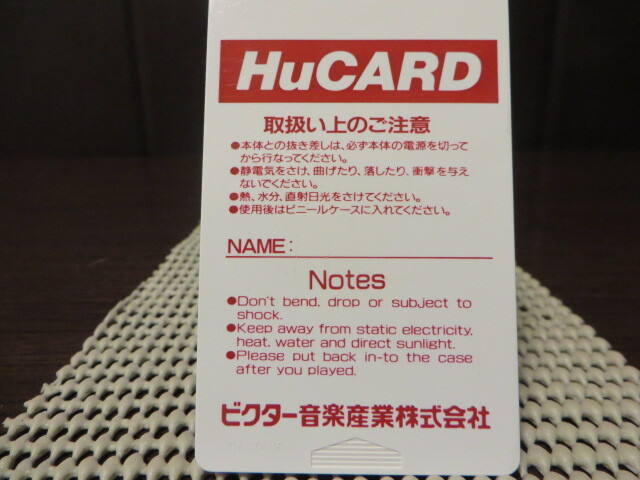 HuCARD
取扱い上のご注意
●本体との抜き差しは、必ず本体の電源を切って
から行なってください。
●静電気をさけ、曲げたり、落したり、衝撃を与え
ないでください。
●熱、水分、直射日光をさけてください。
●使用後はビニールケースに入れてください。
NAME:
Notes
●Don't bend, drop or subject to
shock.
●Keep away from static electricity,
heat, water and direct sunlight.
●Please put back in-to the case
after you played.
ビクター音楽産業株式会社